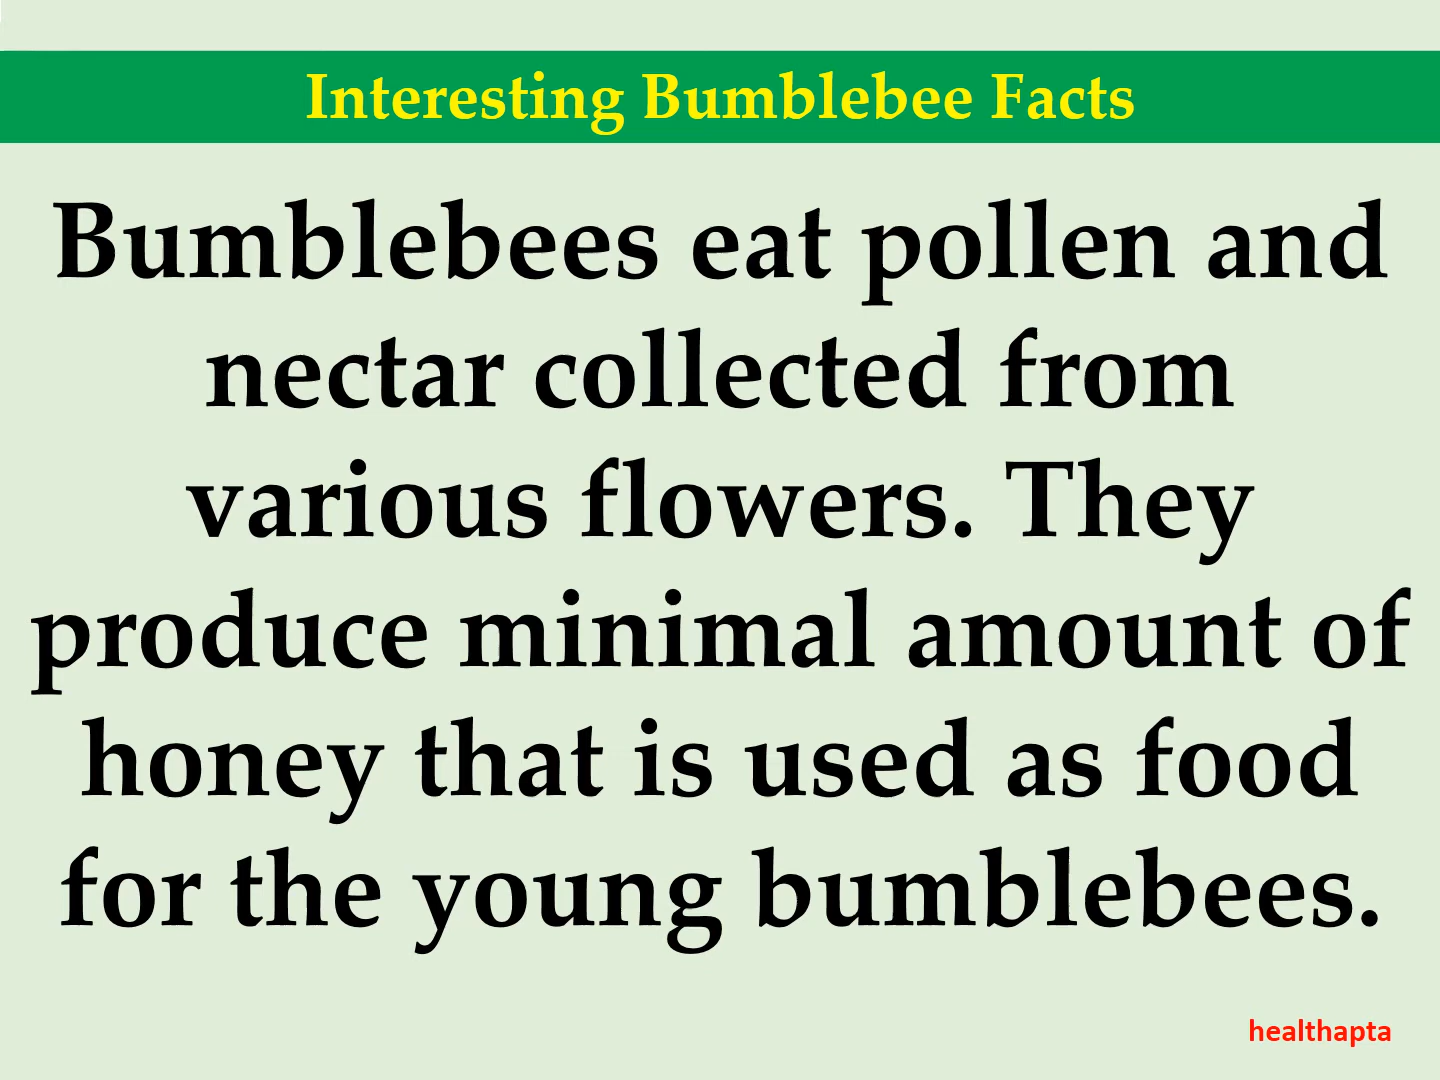 Interesting Bumblebee Facts
Bumblebees eat pollen and
nectar collected from
various flowers. They
produce minimal amount of
honey that is used as food
for the young bumblebees.
healthapta